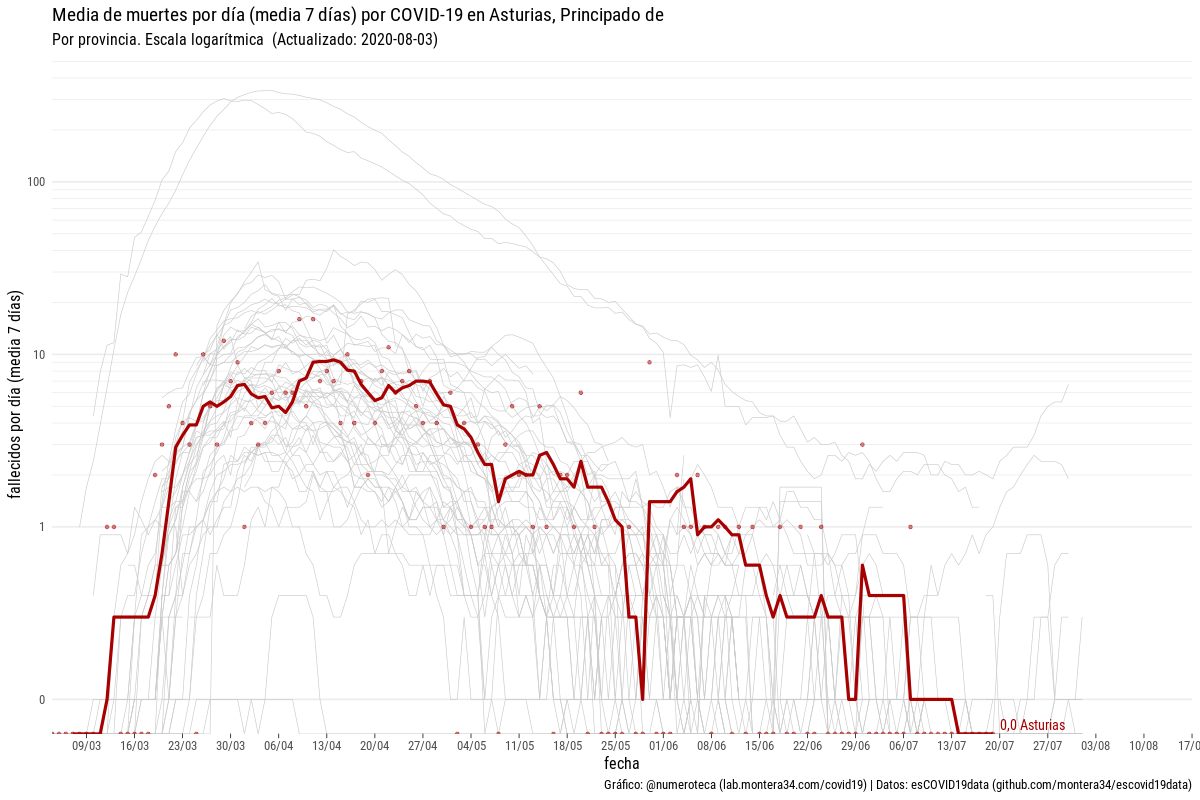 Media de muertes por día (media 7 días) por COVID-19 en Asturias, Principado de
Por provincia. Escala logarítmica (Actualizado: 2020-08-03)
fallecidos por día (media 7 días)
100
10
1
0
0,0 Asturias
09/03 16/03 23/03 30/03 06/04 13/04 20/04 27/04 04/05 11/05 18/05 25/05 01/06 08/06 15/06 22/06 29/06 06/07 13/07 20/07 27/07 03/08 10/08 17/0
fecha
Gráfico: @numeroteca (lab.montera34.com/covid19) | Datos: esCOVID19data (github.com/montera34/escovid19data)